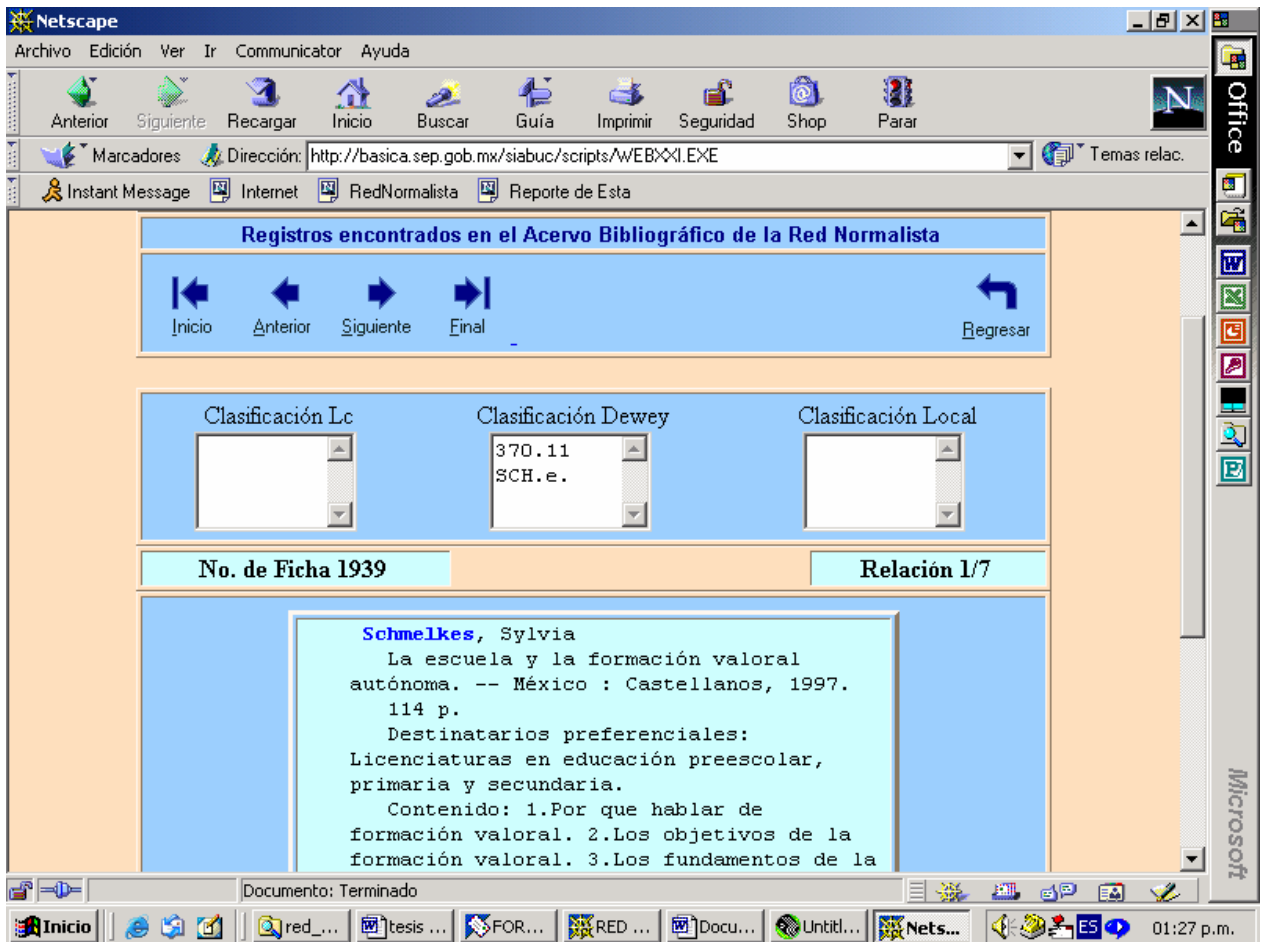 Netscape
Archivo Edición Ver Ir Communicator Ayuda
Anterior Siguiente Recargar Inicio Buscar Guía Imprimir Seguridad Shop Parar
N
Marcadores Dirección: http://basica.sep.gob.mx/siabuc/scripts/WEBXXI.EXE Temas relac.
Instant Message Internet RedNormalista Reporte de Esta
Registros encontrados en el Acervo Bibliográfico de la Red Normalista
Inicio Anterior Siguiente Final Regresar
Clasificación Lc Clasificación Dewey Clasificación Local
370.11
SCH.e.
No. de Ficha 1939 Relación 1/7
Schmelkes, Sylvia
La escuela y la formación valoral
autónoma. -- México : Castellanos, 1997.
114 p.
Destinatarios preferenciales:
Licenciaturas en educación preescolar,
primaria y secundaria.
Contenido: 1.Por que hablar de
formación valoral. 2.Los objetivos de la
formación valoral. 3.Los fundamentos de la
Documento: Terminado
Inicio red_... tesis ... FOR... RED ... Docu... Untitl... Nets... ES 01:27 p.m.
Office
Microsoft